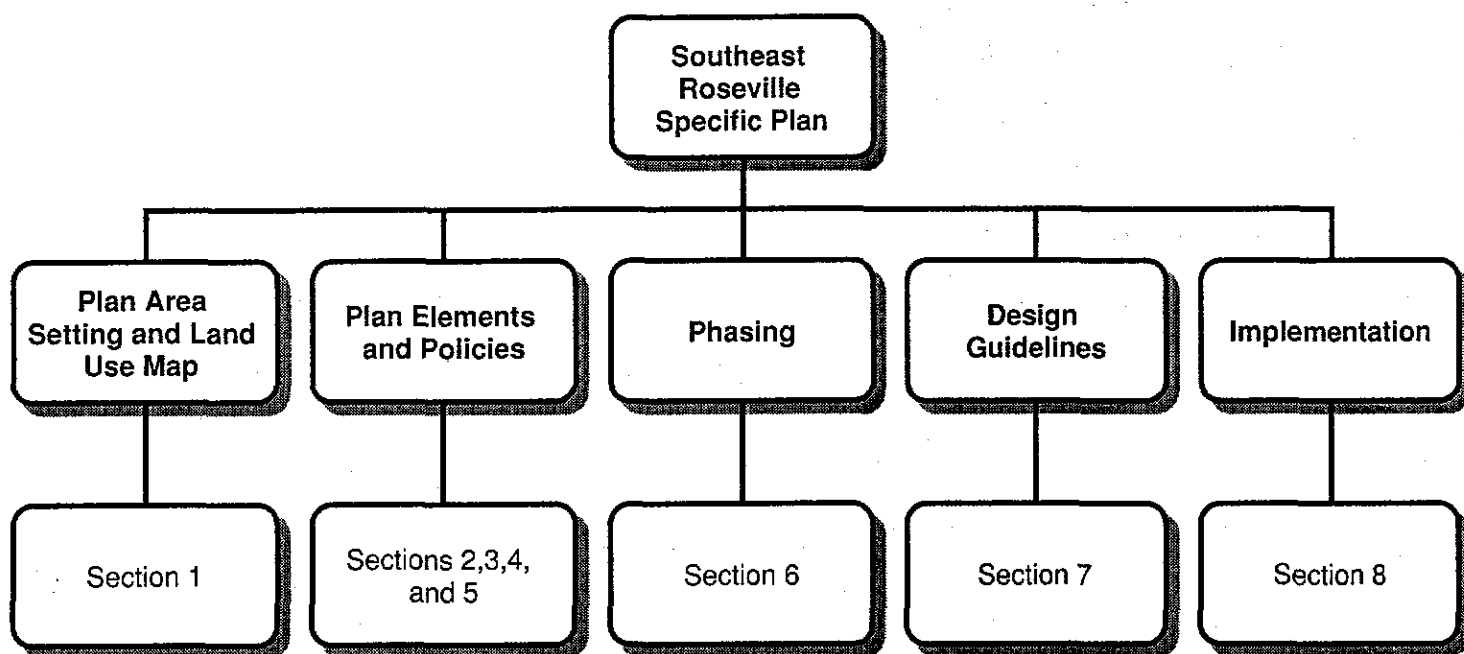 Southeast
Roseville
Specific Plan
Plan Area
Setting and Land
Use Map
Plan Elements
and Policies
Phasing
Design
Guidelines
Implementation
Section 1
Sections 2,3,4,
and 5
Section 6
Section 7
Section 8